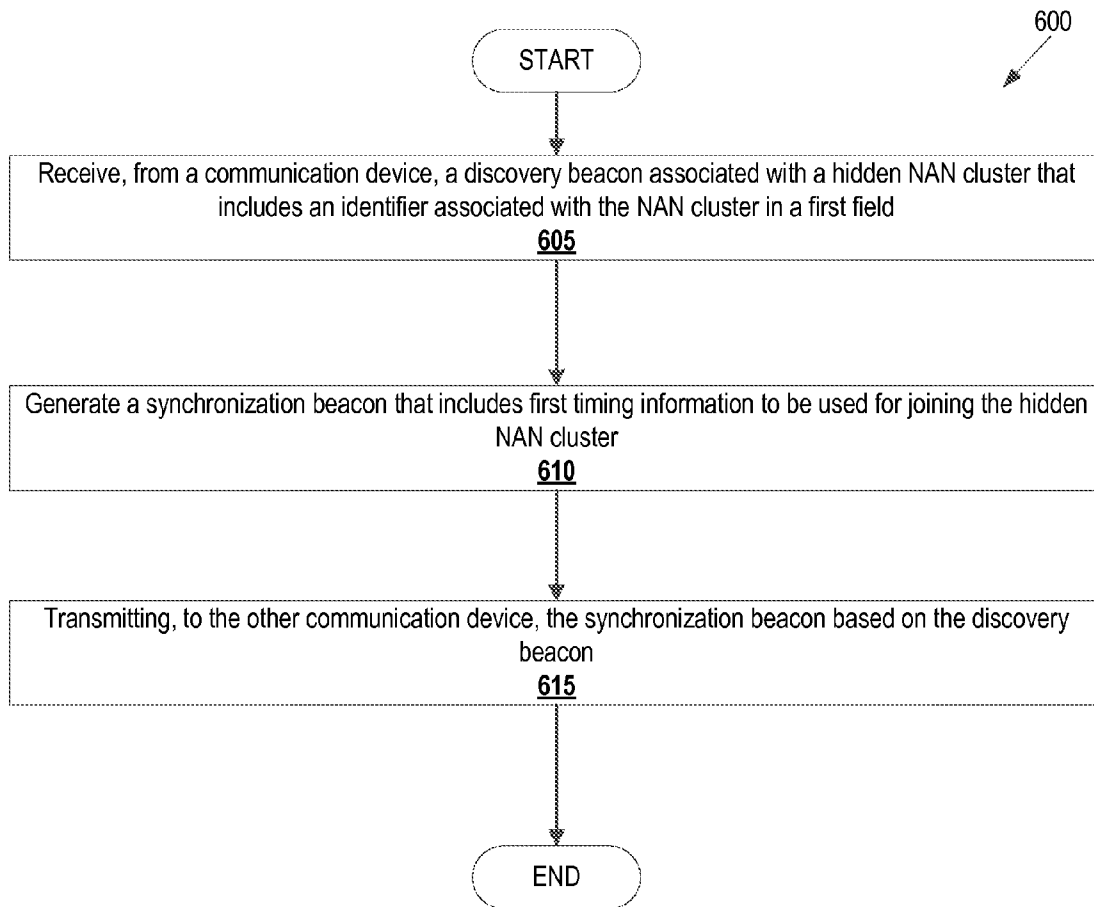 600
START
Receive, from a communication device, a discovery beacon associated with a hidden NAN cluster that
includes an identifier associated with the NAN cluster in a first field
605
Generate a synchronization beacon that includes first timing information to be used for joining the hidden
NAN cluster
610
Transmitting, to the other communication device, the synchronization beacon based on the discovery
beacon
615
END